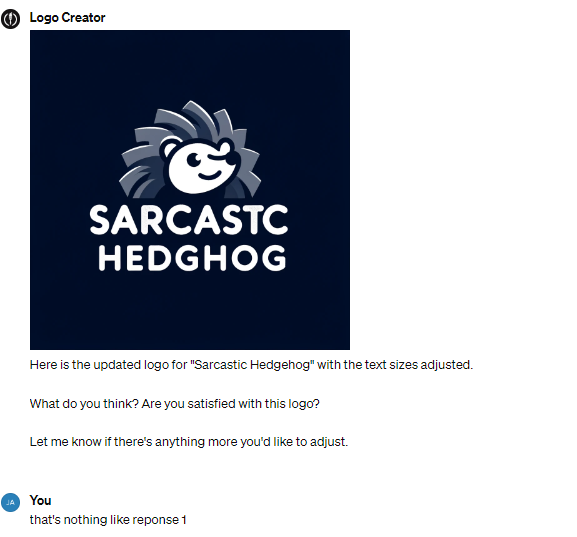 Logo Creator
SARCASTC
HEDGHOG
Here is the updated logo for "Sarcastic Hedgehog" with the text sizes adjusted.
What do you think? Are you satisfied with this logo?
Let me know if there's anything more you'd like to adjust.
JA
You
that's nothing like reponse 1